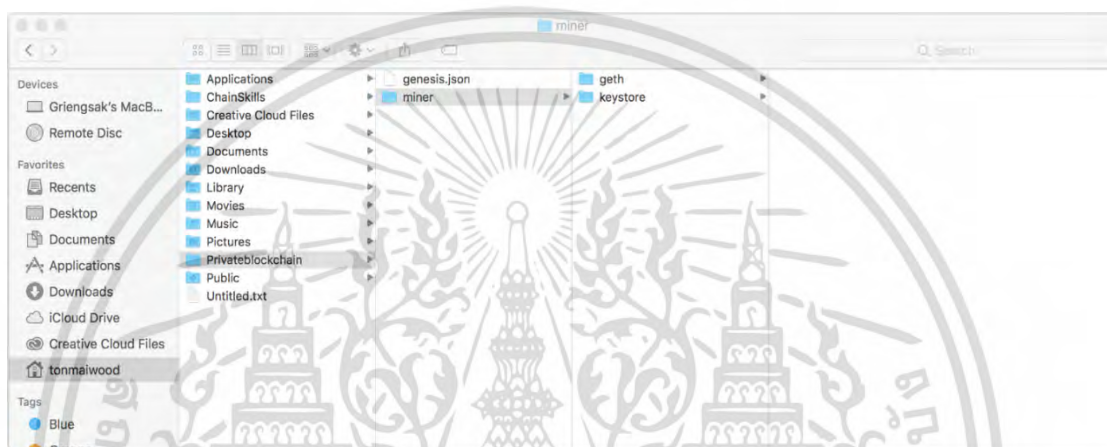 miner
Search
Devices
Griengsak's MacB...
Remote Disc
Favorites
Recents
Desktop
Documents
Applications
Downloads
iCloud Drive
Creative Cloud Files
tonmaiwood
Tags
Blue
Applications
ChainSkills
Creative Cloud Files
Desktop
Documents
Downloads
Library
Movies
Music
Pictures
Privateblockchain
Public
Untitled.txt
genesis.json
miner
geth
keystore